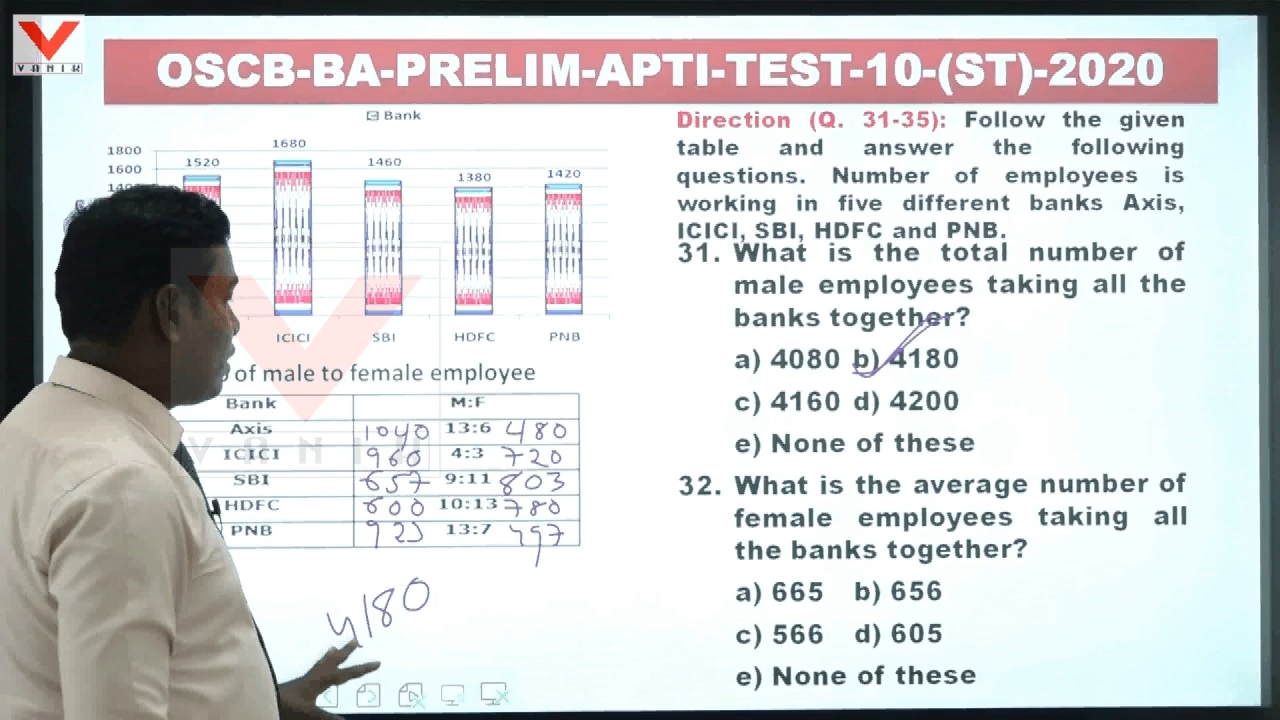 VANIK
OSCB-BA-PRELIM-APTI-TEST-10-(ST)-2020
Bank
1800
1600
1520
1680
1460
1380
1420
ICICI
SBI
HDFC
PNB
of male to female employee
Bank M:F
Axis 1040 13:6 480
ICICI 960 4:3 720
SBI 657 9:11 803
HDFC 600 10:13 780
PNB 923 13:7 497
4180
VANIK
Direction (Q. 31-35): Follow the given
table and answer the following
questions. Number of employees is
working in five different banks Axis,
ICICI, SBI, HDFC and PNB.
31. What is the total number of
male employees taking all the
banks together?
a) 4080 b) 4180
c) 4160 d) 4200
e) None of these
32. What is the average number of
female employees taking all
the banks together?
a) 665 b) 656
c) 566 d) 605
e) None of these